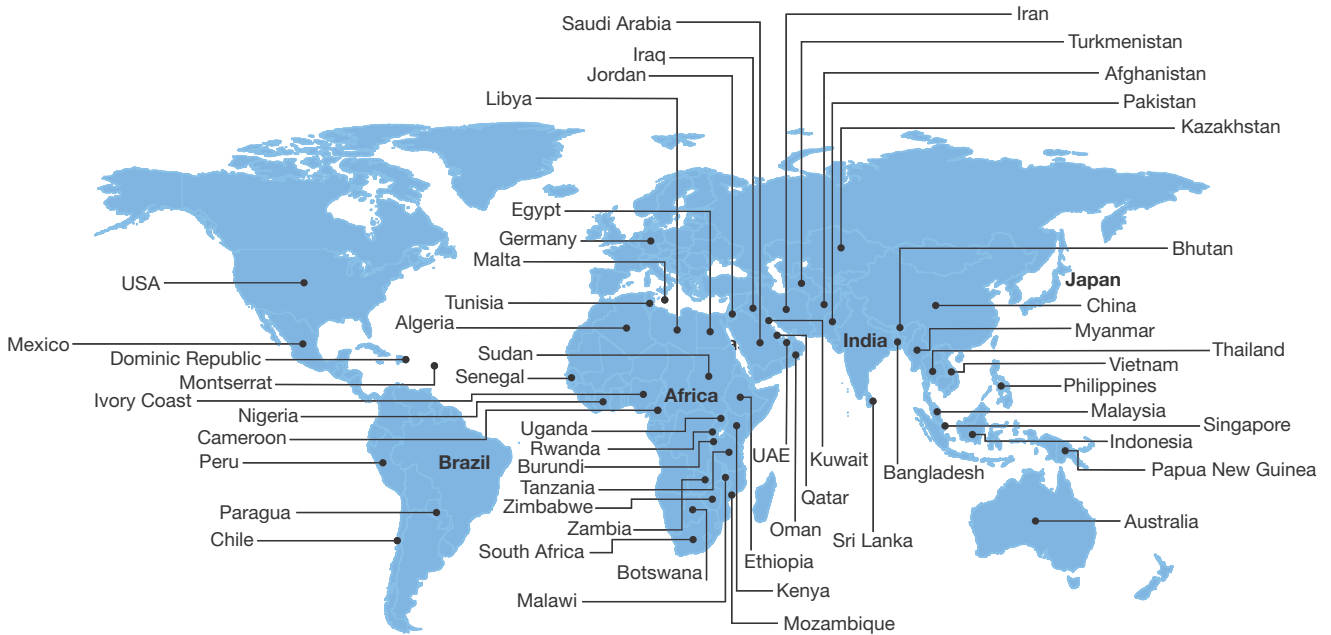 Iran
Saudi Arabia
Turkmenistan
Iraq
Jordan
Afghanistan
Libya
Pakistan
Kazakhstan
Egypt
Germany
Bhutan
Malta
Japan
USA
Tunisia
China
Algeria
Myanmar
Mexico
India
Thailand
Dominic Republic
Sudan
Vietnam
Montserrat
Senegal
Philippines
Ivory Coast
Africa
Nigeria
Malaysia
Uganda
Singapore
Cameroon
Rwanda
Indonesia
Peru
Brazil
Burundi
UAE
Kuwait
Bangladesh
Papua New Guinea
Tanzania
Qatar
Zimbabwe
Paragua
Zambia
Oman
Australia
Chile
Sri Lanka
South Africa
Ethiopia
Botswana
Kenya
Malawi
Mozambique